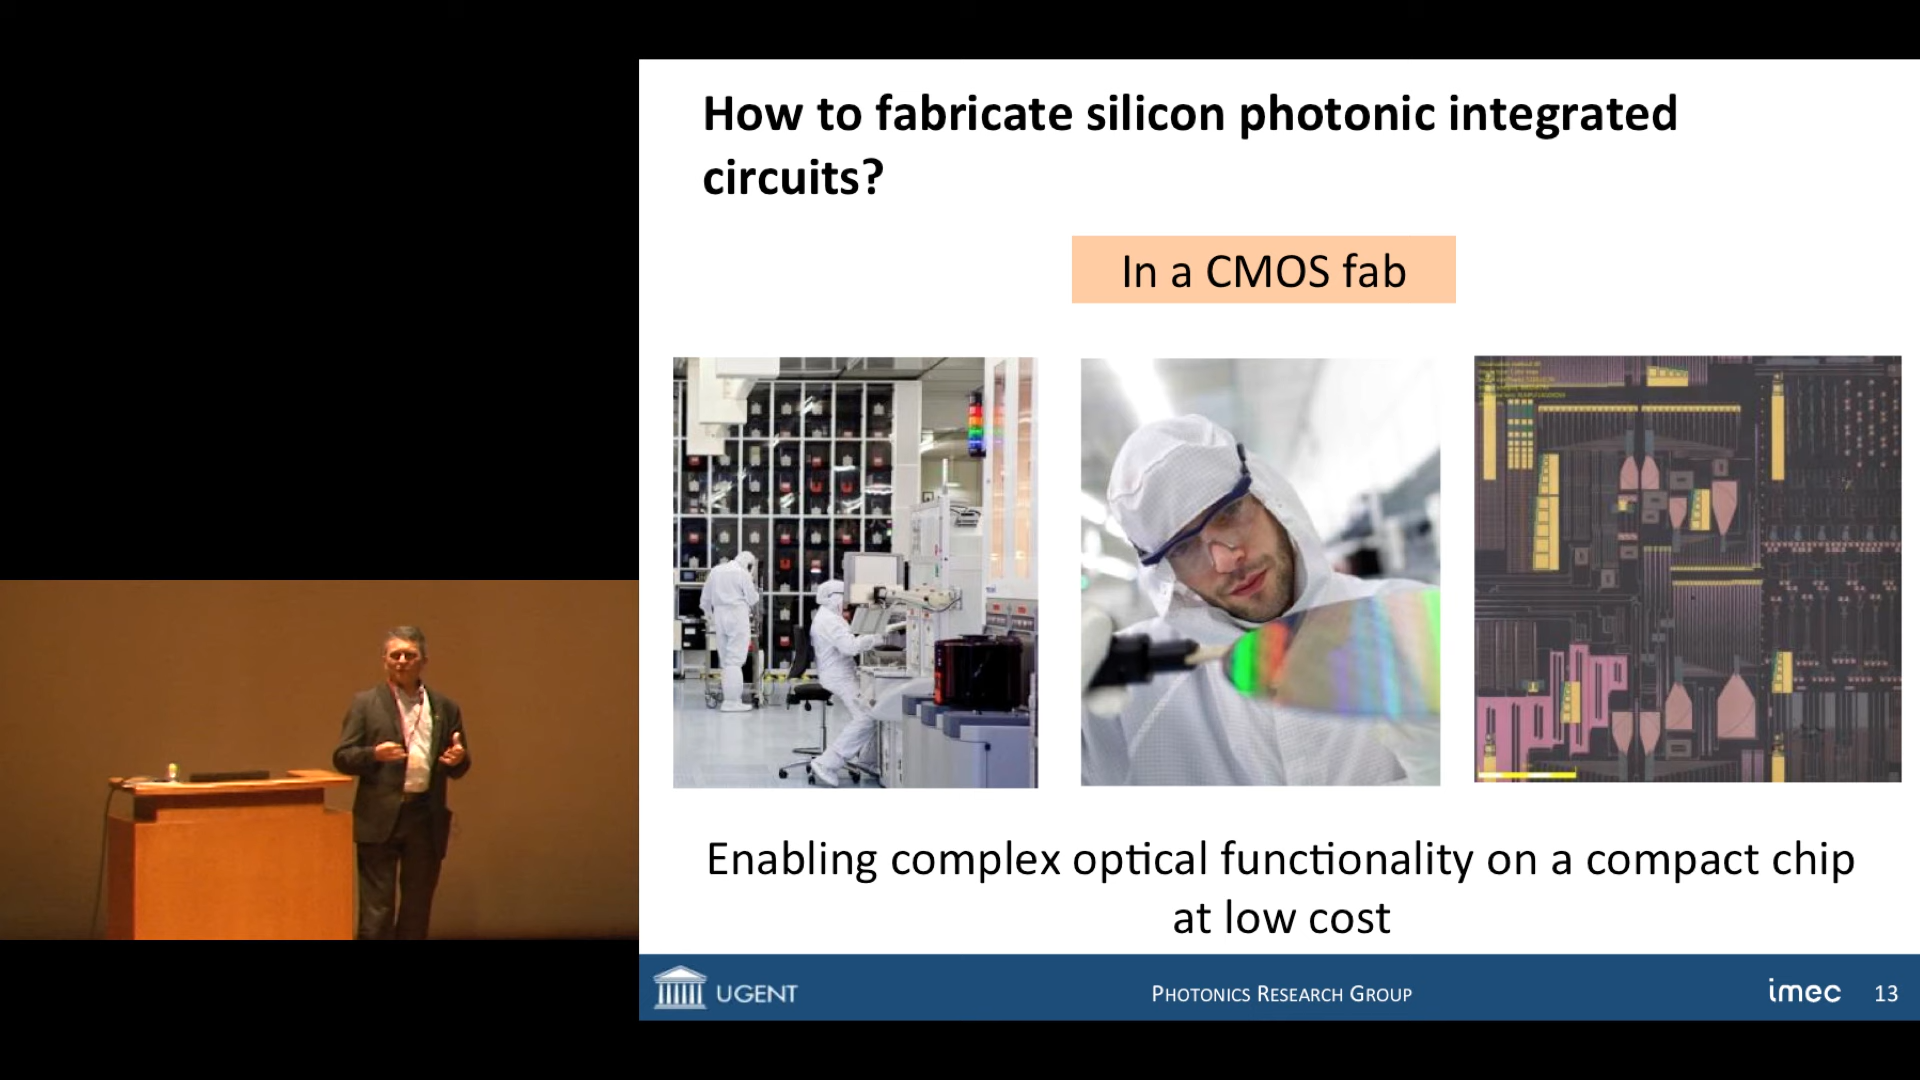 How to fabricate silicon photonic integrated
circuits?
In a CMOS fab
Enabling complex optical functionality on a compact chip
at low cost
UGENT
PHOTONICS RESEARCH GROUP
imec
13